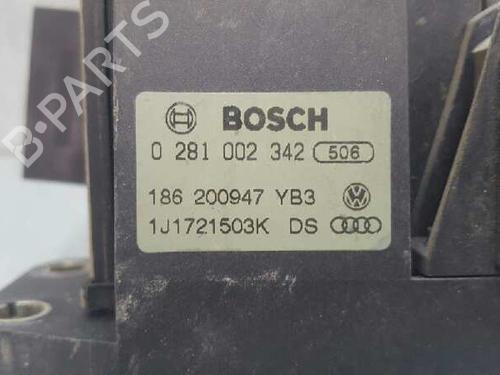 BOSCH
0 281 002 342 506
186 200947 YB3
1J1721503K DS
B-PARTS